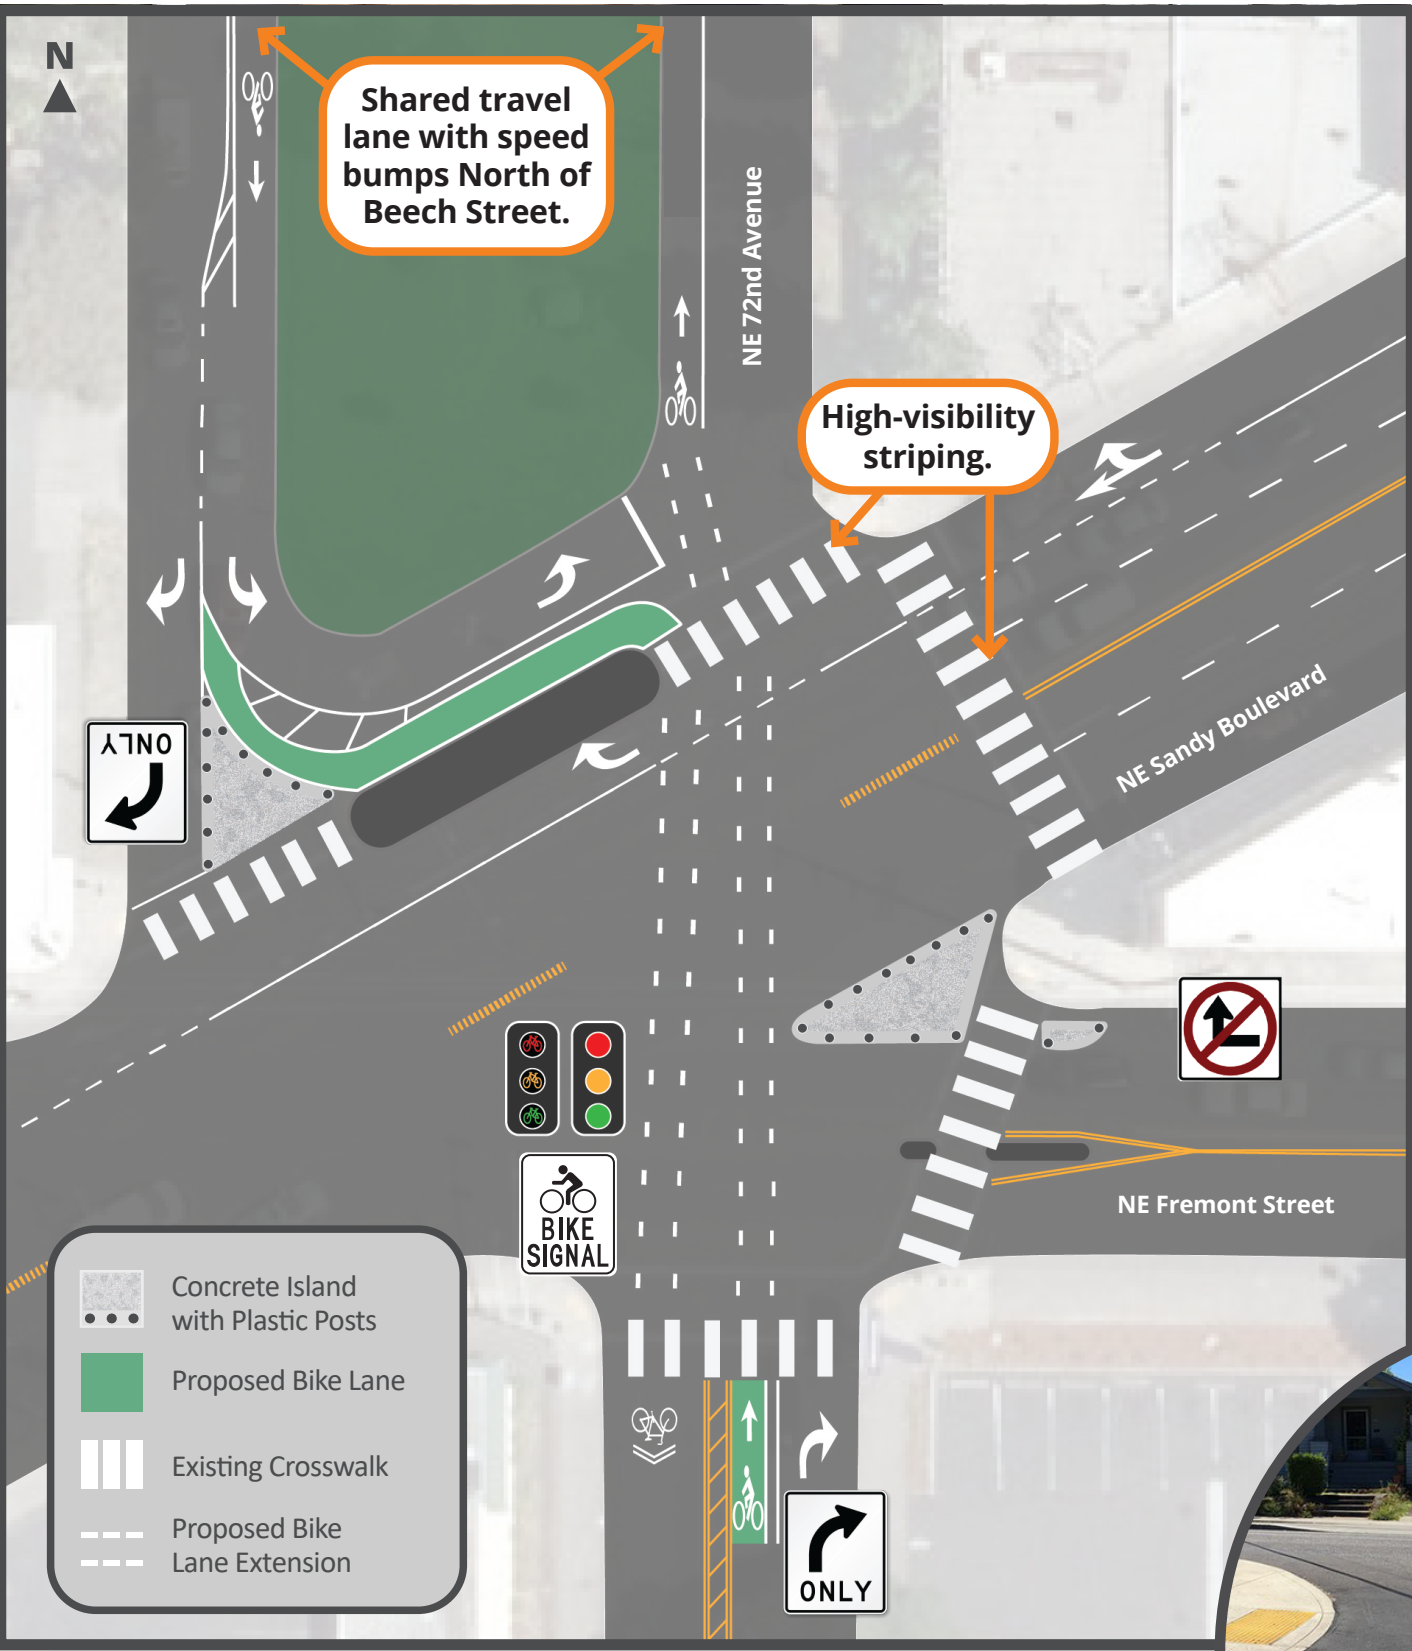 N
Shared travel
lane with speed
bumps North of
Beech Street.
NE 72nd Avenue
High-visibility
striping.
NE Sandy Boulevard
ONLY
BIKE
SIGNAL
NE Fremont Street
Concrete Island
with Plastic Posts
Proposed Bike Lane
Existing Crosswalk
Proposed Bike
Lane Extension
ONLY